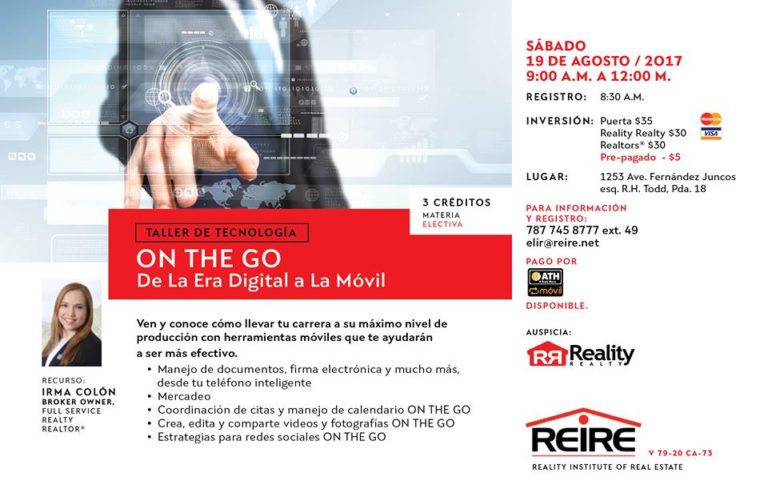 SÁBADO
19 DE AGOSTO / 2017
9:00 A.M. A 12:00 M.
REGISTRO: 8:30 A.M.
INVERSIÓN: Puerta $35
Reality Realty $30
Realtors® $30
Pre-pagado - $5
MasterCard
VISA
LUGAR: 1253 Ave. Fernández Juncos
esq. R.H. Todd, Pda. 18
PARA INFORMACIÓN
Y REGISTRO:
787 745 8777 ext. 49
elir@reire.net
PAGO POR
ATH
móvil
DISPONIBLE.
AUSPICIA:
RR Reality
REALTY
REIRE
V 79-20 CA-73
REALITY INSTITUTE OF REAL ESTATE
3 CRÉDITOS
MATERIA
ELECTIVA
TALLER DE TECNOLOGÍA
ON THE GO
De La Era Digital a La Móvil
Ven y conoce cómo llevar tu carrera a su máximo nivel de
producción con herramientas móviles que te ayudarán
a ser más efectivo.
• Manejo de documentos, firma electrónica y mucho más,
desde tu teléfono inteligente
• Mercadeo
• Coordinación de citas y manejo de calendario ON THE GO
• Crea, edita y comparte videos y fotografías ON THE GO
• Estrategias para redes sociales ON THE GO
RECURSO:
IRMA COLÓN
BROKER OWNER,
FULL SERVICE
REALTY
REALTOR®